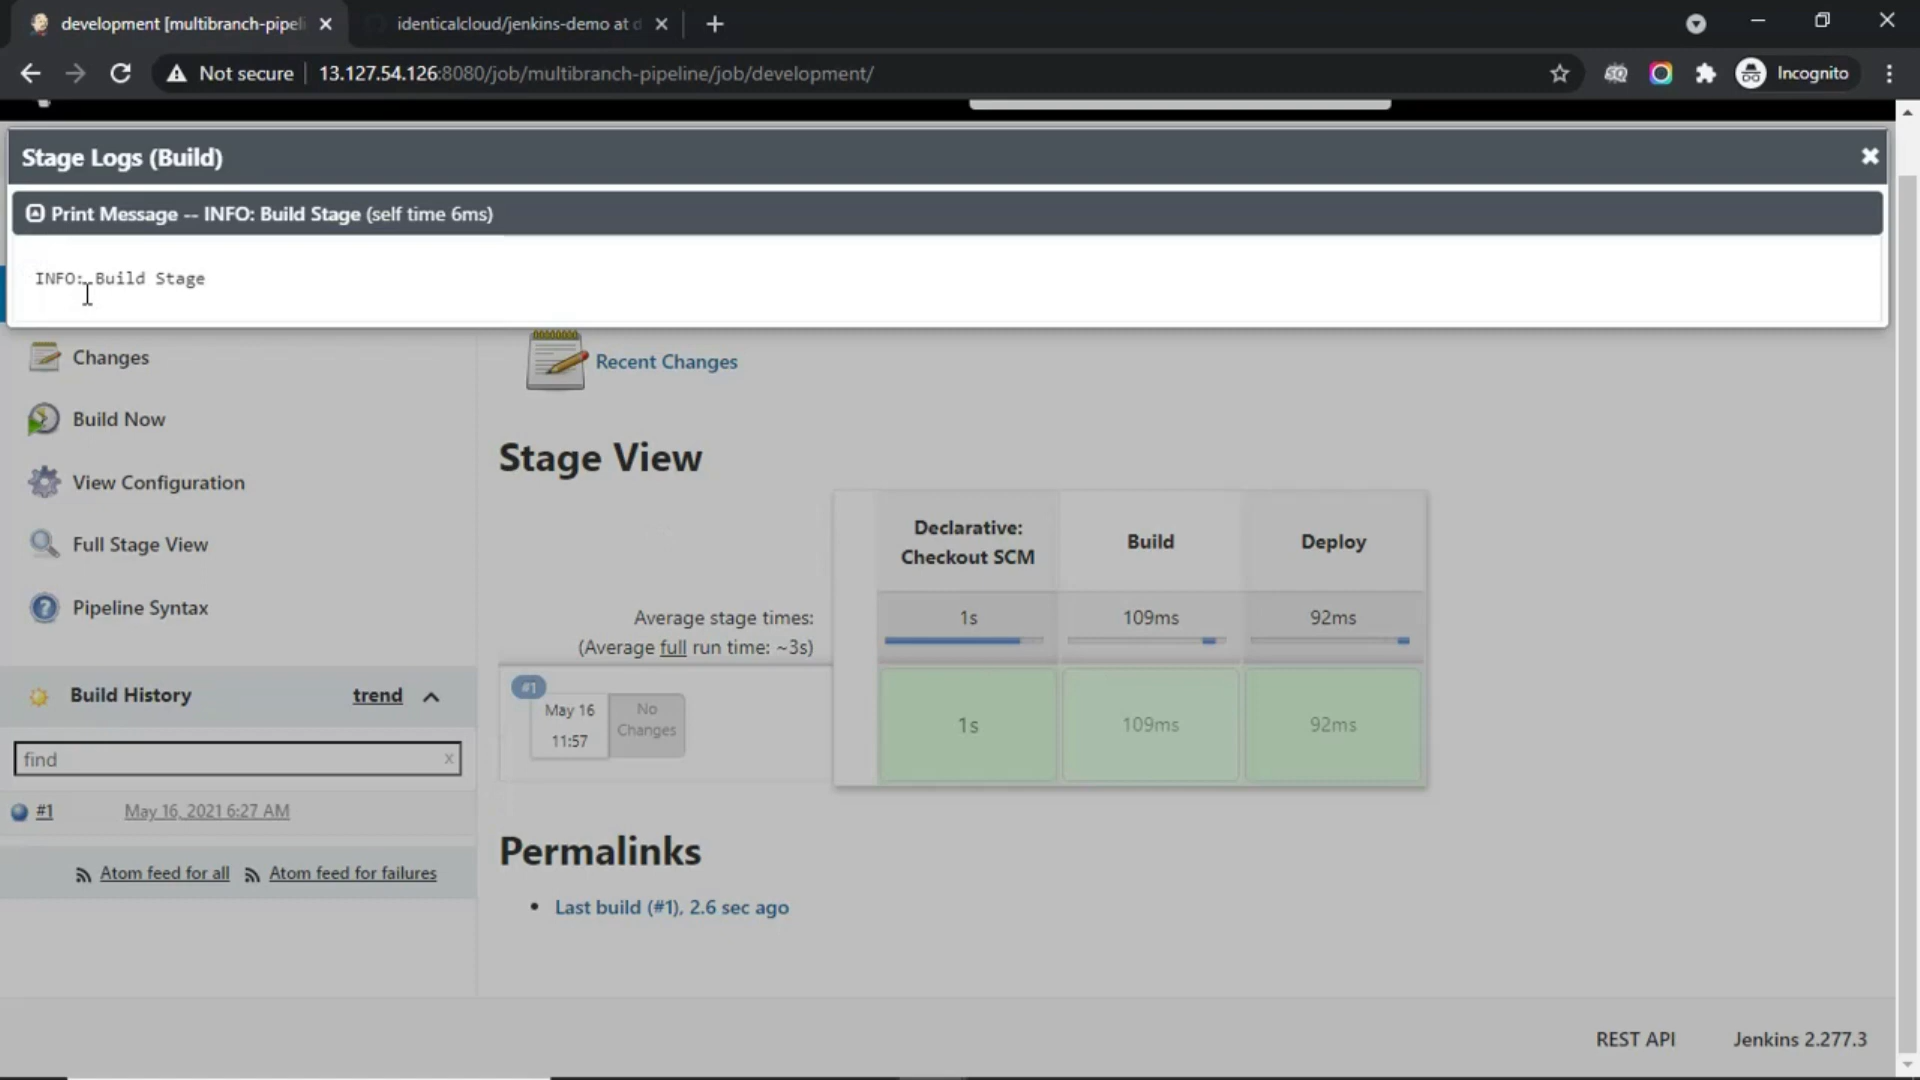 development [multibranch-pipeli
identicalcloud/jenkins-demo at d
Not secure
13.127.54.126:8080/job/multibranch-pipeline/job/development/
Incognito
Stage Logs (Build)
Print Message -- INFO: Build Stage (self time 6ms)
INFO: Build Stage
Changes
Build Now
View Configuration
Full Stage View
Pipeline Syntax
Build History
trend
find
x
#1
May 16, 2021 6:27 AM
Atom feed for all
Atom feed for failures
Recent Changes
Stage View
Declarative:
Checkout SCM
Build
Deploy
Average stage times:
(Average full run time: ~3s)
1s
109ms
92ms
#1
May 16
11:57
No
Changes
1s
109ms
92ms
Permalinks
Last build (#1), 2.6 sec ago
REST API
Jenkins 2.277.3